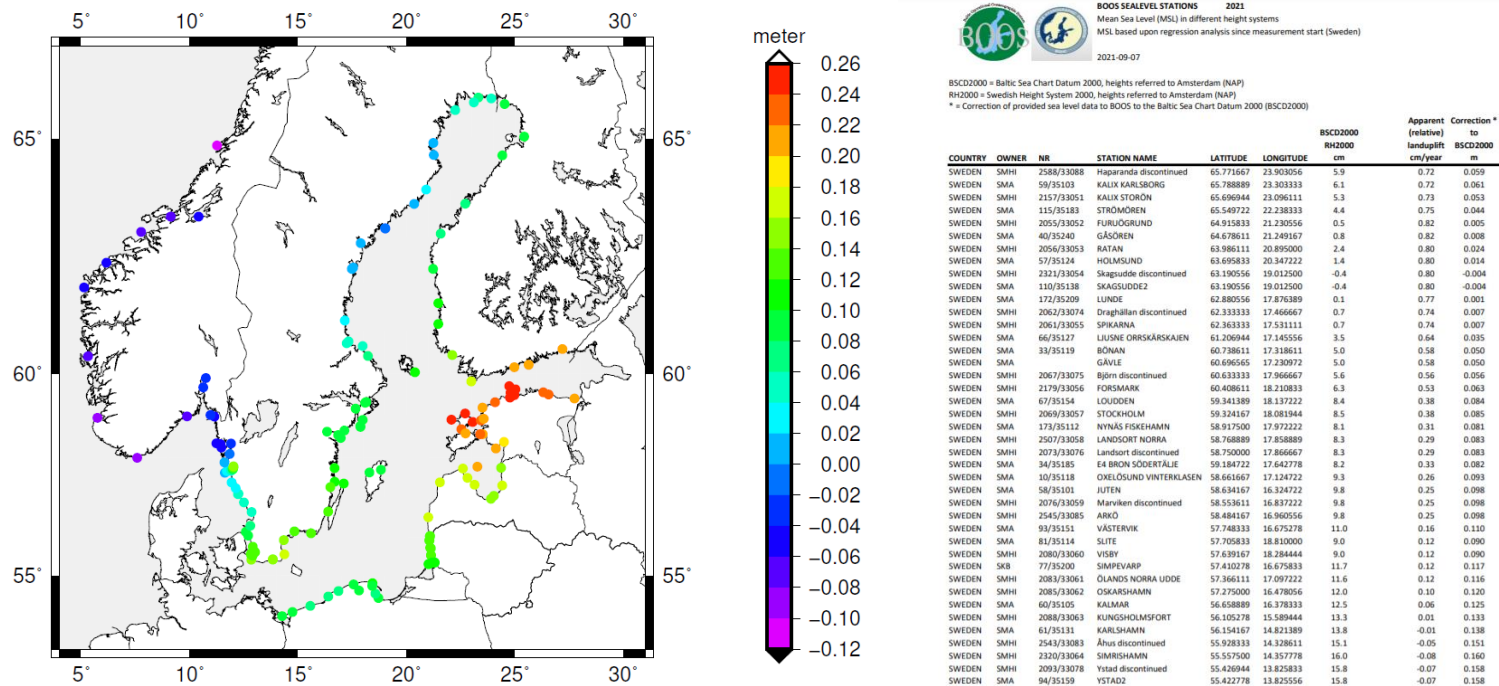 5° 10° 15° 20° 25° 30°
65°
60°
55°
5° 10° 15° 20° 25° 30°
65°
60°
55°
meter
0.26
0.24
0.22
0.20
0.18
0.16
0.14
0.12
0.10
0.08
0.06
0.04
0.02
0.00
−0.02
−0.04
−0.06
−0.08
−0.10
−0.12
BOOS
BOOS SEALEVEL STATIONS 2021
Mean Sea Level (MSL) in different height systems
MSL based upon regression analysis since measurement start (Sweden)
2021-09-07
BSCD2000 = Baltic Sea Chart Datum 2000, heights referred to Amsterdam (NAP)
RH2000 = Swedish Height System 2000, heights referred to Amsterdam (NAP)
* = Correction of provided sea level data to BOOS to the Baltic Sea Chart Datum 2000 (BSCD2000)
Apparent Correction *
BSCD2000 (relative) to
RH2000 landuplift BSCD2000
COUNTRY OWNER NR STATION NAME LATITUDE LONGITUDE cm cm/year m
SWEDEN SMHI 2588/33088 Haparanda discontinued 65.771667 23.903056 5.9 0.72 0.059
SWEDEN SMA 59/35103 KALIX KARLSBORG 65.788889 23.303333 6.1 0.72 0.061
SWEDEN SMHI 2157/33051 KALIX STORÖN 65.696944 23.096111 5.3 0.73 0.053
SWEDEN SMA 115/35183 STRÖMÖREN 65.549722 22.238333 4.4 0.75 0.044
SWEDEN SMHI 2055/33052 FURUÖGRUND 64.915833 21.230556 0.5 0.82 0.005
SWEDEN SMA 40/35240 GÅSÖREN 64.678611 21.249167 0.8 0.82 0.008
SWEDEN SMHI 2056/33053 RATAN 63.986111 20.895000 2.4 0.80 0.024
SWEDEN SMA 57/35124 HOLMSUND 63.695833 20.347222 1.4 0.80 0.014
SWEDEN SMHI 2321/33054 Skagsudde discontinued 63.190556 19.012500 -0.4 0.80 -0.004
SWEDEN SMA 110/35138 SKAGSUDDE2 63.190556 19.012500 -0.4 0.80 -0.004
SWEDEN SMA 172/35209 LUNDE 62.880556 17.876389 0.1 0.77 0.001
SWEDEN SMHI 2062/33074 Draghällan discontinued 62.333333 17.466667 0.7 0.74 0.007
SWEDEN SMHI 2061/33055 SPIKARNA 62.363333 17.531111 0.7 0.74 0.007
SWEDEN SMA 66/35127 LJUSNE ORRSKÄRSKAJEN 61.206944 17.145556 3.5 0.64 0.035
SWEDEN SMA 33/35119 BÖNAN 60.738611 17.318611 5.0 0.58 0.050
SWEDEN SMA GÄVLE 60.696565 17.230972 5.0 0.58 0.050
SWEDEN SMHI 2067/33075 Björn discontinued 60.633333 17.966667 5.6 0.56 0.056
SWEDEN SMHI 2179/33056 FORSMARK 60.408611 18.210833 6.3 0.53 0.063
SWEDEN SMA 67/35154 LOUDDEN 59.341389 18.137222 8.4 0.38 0.084
SWEDEN SMHI 2069/33057 STOCKHOLM 59.324167 18.081944 8.5 0.38 0.085
SWEDEN SMA 173/35112 NYNÄS FISKEHAMN 58.917500 17.972222 8.1 0.31 0.081
SWEDEN SMHI 2507/33058 LANDSORT NORRA 58.768889 17.858889 8.3 0.29 0.083
SWEDEN SMHI 2073/33076 Landsort discontinued 58.750000 17.866667 8.3 0.29 0.083
SWEDEN SMA 34/35185 E4 BRON SÖDERTÄLJE 59.184722 17.642778 8.2 0.33 0.082
SWEDEN SMA 10/35118 OXELÖSUND VINTERKLASEN 58.661667 17.124722 9.3 0.26 0.093
SWEDEN SMA 58/35101 JUTEN 58.634167 16.324722 9.8 0.25 0.098
SWEDEN SMHI 2076/33059 Marviken discontinued 58.553611 16.837222 9.8 0.25 0.098
SWEDEN SMHI 2545/33085 ARKÖ 58.484167 16.960556 9.8 0.25 0.098
SWEDEN SMA 93/35151 VÄSTERVIK 57.748333 16.675278 11.0 0.16 0.110
SWEDEN SMA 81/35114 SLITE 57.705833 18.810000 9.0 0.12 0.090
SWEDEN SMHI 2080/33060 VISBY 57.639167 18.284444 9.0 0.12 0.090
SWEDEN SKB 77/35200 SIMPEVARP 57.410278 16.675833 11.7 0.12 0.117
SWEDEN SMHI 2083/33061 ÖLANDS NORRA UDDE 57.366111 17.097222 11.6 0.12 0.116
SWEDEN SMHI 2085/33062 OSKARSHAMN 57.275000 16.478056 12.0 0.10 0.120
SWEDEN SMA 60/35105 KALMAR 56.658889 16.378333 12.5 0.06 0.125
SWEDEN SMHI 2088/33063 KUNGSHOLMSFORT 56.105278 15.589444 13.3 0.01 0.133
SWEDEN SMA 61/35131 KARLSHAMN 56.154167 14.821389 13.8 -0.01 0.138
SWEDEN SMHI 2543/33083 Åhus discontinued 55.928333 14.328611 15.1 -0.05 0.151
SWEDEN SMHI 2320/33064 SIMRISHAMN 55.557500 14.357778 16.0 -0.08 0.160
SWEDEN SMHI 2093/33078 Ystad discontinued 55.426944 13.825833 15.8 -0.07 0.158
SWEDEN SMA 94/35159 YSTAD2 55.422778 13.825556 15.8 -0.07 0.158